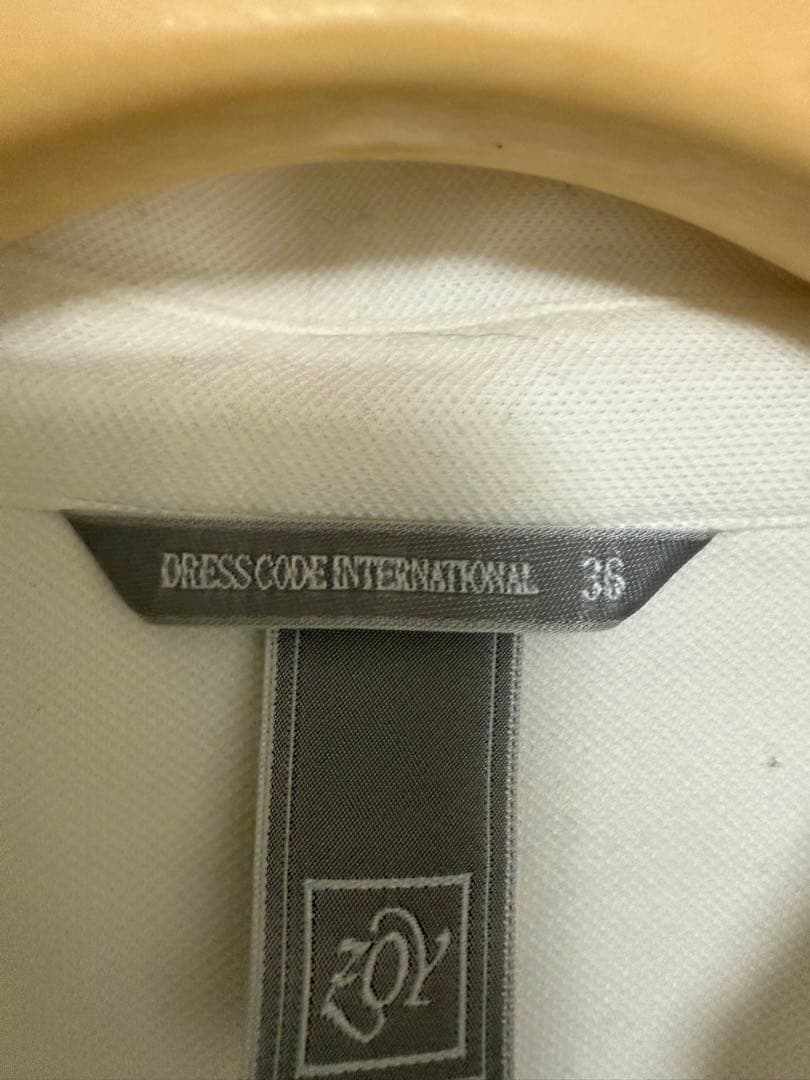 DRESS CODE INTERNATIONAL 36
ZOY